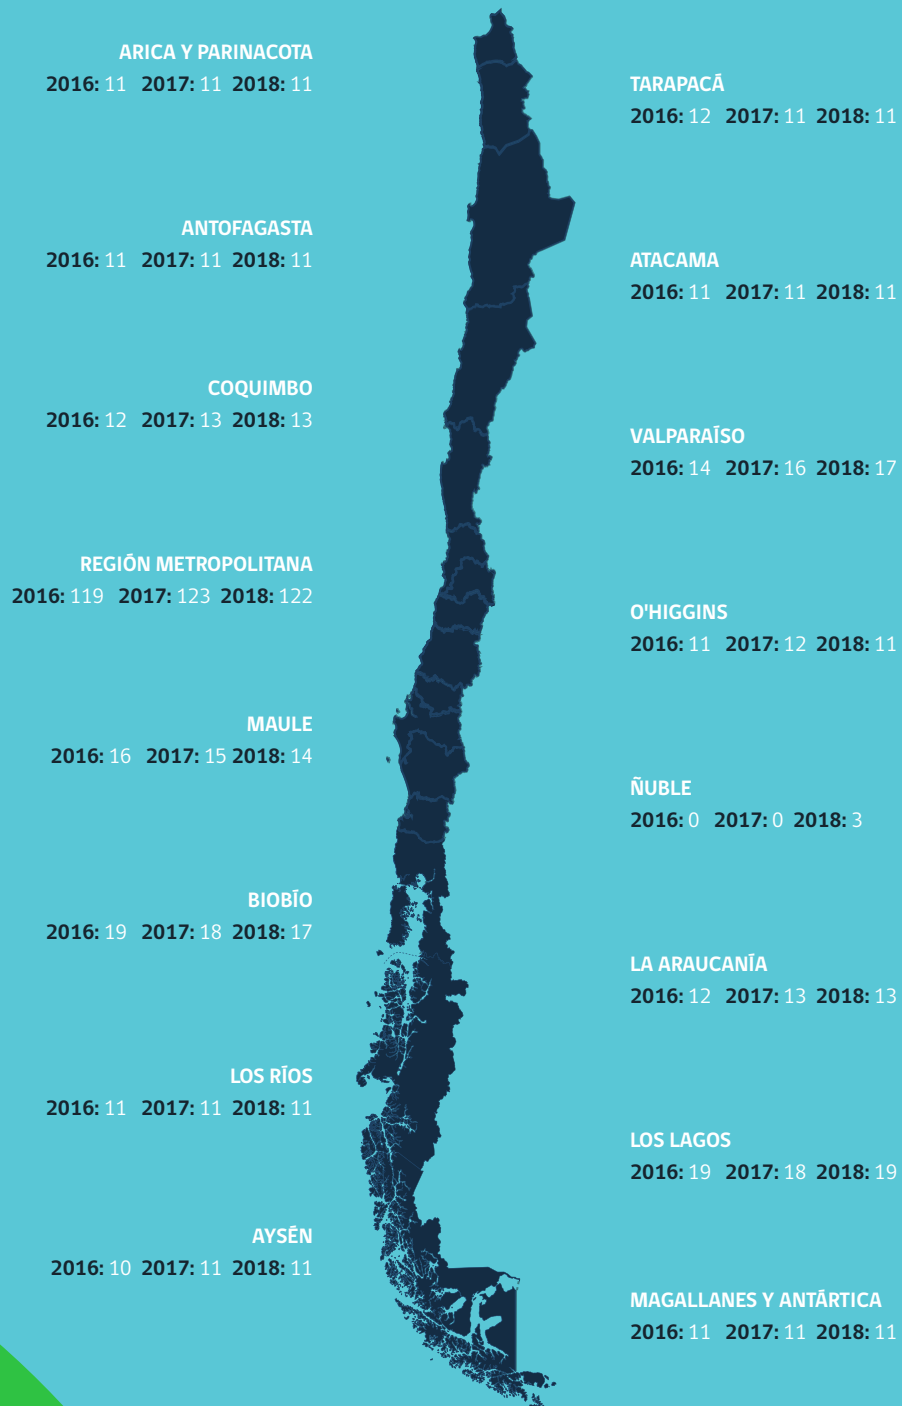 ARICA Y PARINACOTA
2016: 11 2017: 11 2018: 11
TARAPACÁ
2016: 12 2017: 11 2018: 11
ANTOFAGASTA
2016: 11 2017: 11 2018: 11
ATACAMA
2016: 11 2017: 11 2018: 11
COQUIMBO
2016: 12 2017: 13 2018: 13
VALPARAÍSO
2016: 14 2017: 16 2018: 17
REGIÓN METROPOLITANA
2016: 119 2017: 123 2018: 122
O'HIGGINS
2016: 11 2017: 12 2018: 11
MAULE
2016: 16 2017: 15 2018: 14
ÑUBLE
2016: 0 2017: 0 2018: 3
BIOBÍO
2016: 19 2017: 18 2018: 17
LA ARAUCANÍA
2016: 12 2017: 13 2018: 13
LOS RÍOS
2016: 11 2017: 11 2018: 11
LOS LAGOS
2016: 19 2017: 18 2018: 19
AYSÉN
2016: 10 2017: 11 2018: 11
MAGALLANES Y ANTÁRTICA
2016: 11 2017: 11 2018: 11